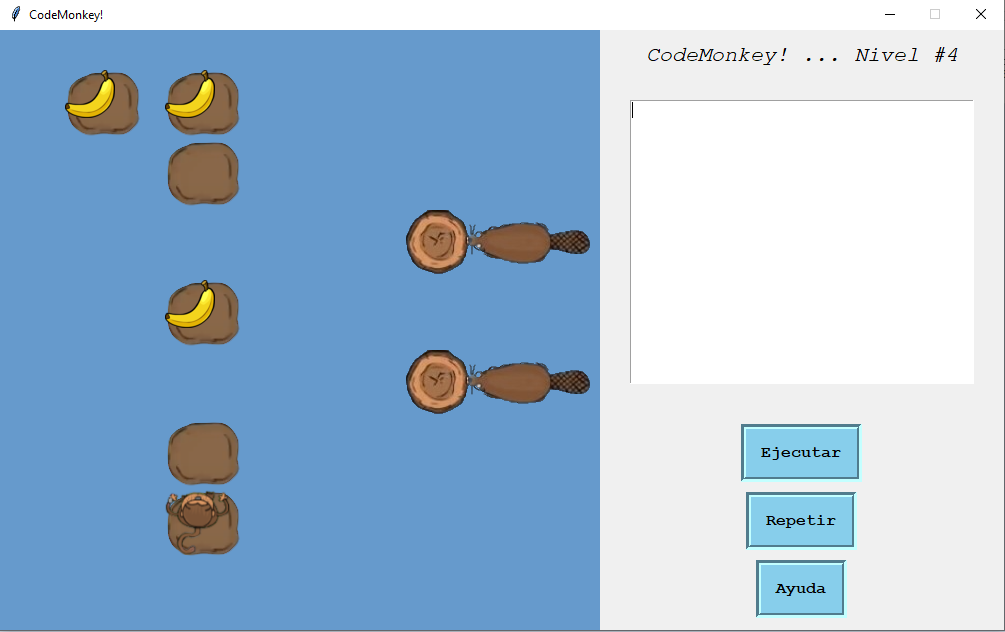 CodeMonkey!
CodeMonkey! ... Nivel #4
Ejecutar
Repetir
Ayuda